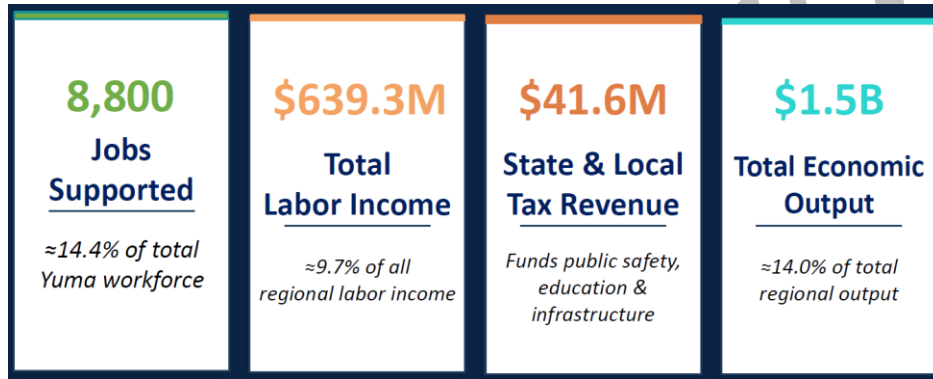 8,800
Jobs
Supported
≈14.4% of total
Yuma workforce
$639.3M
Total
Labor Income
≈9.7% of all
regional labor income
$41.6M
State & Local
Tax Revenue
Funds public safety,
education &
infrastructure
$1.5B
Total Economic
Output
≈14.0% of total
regional output